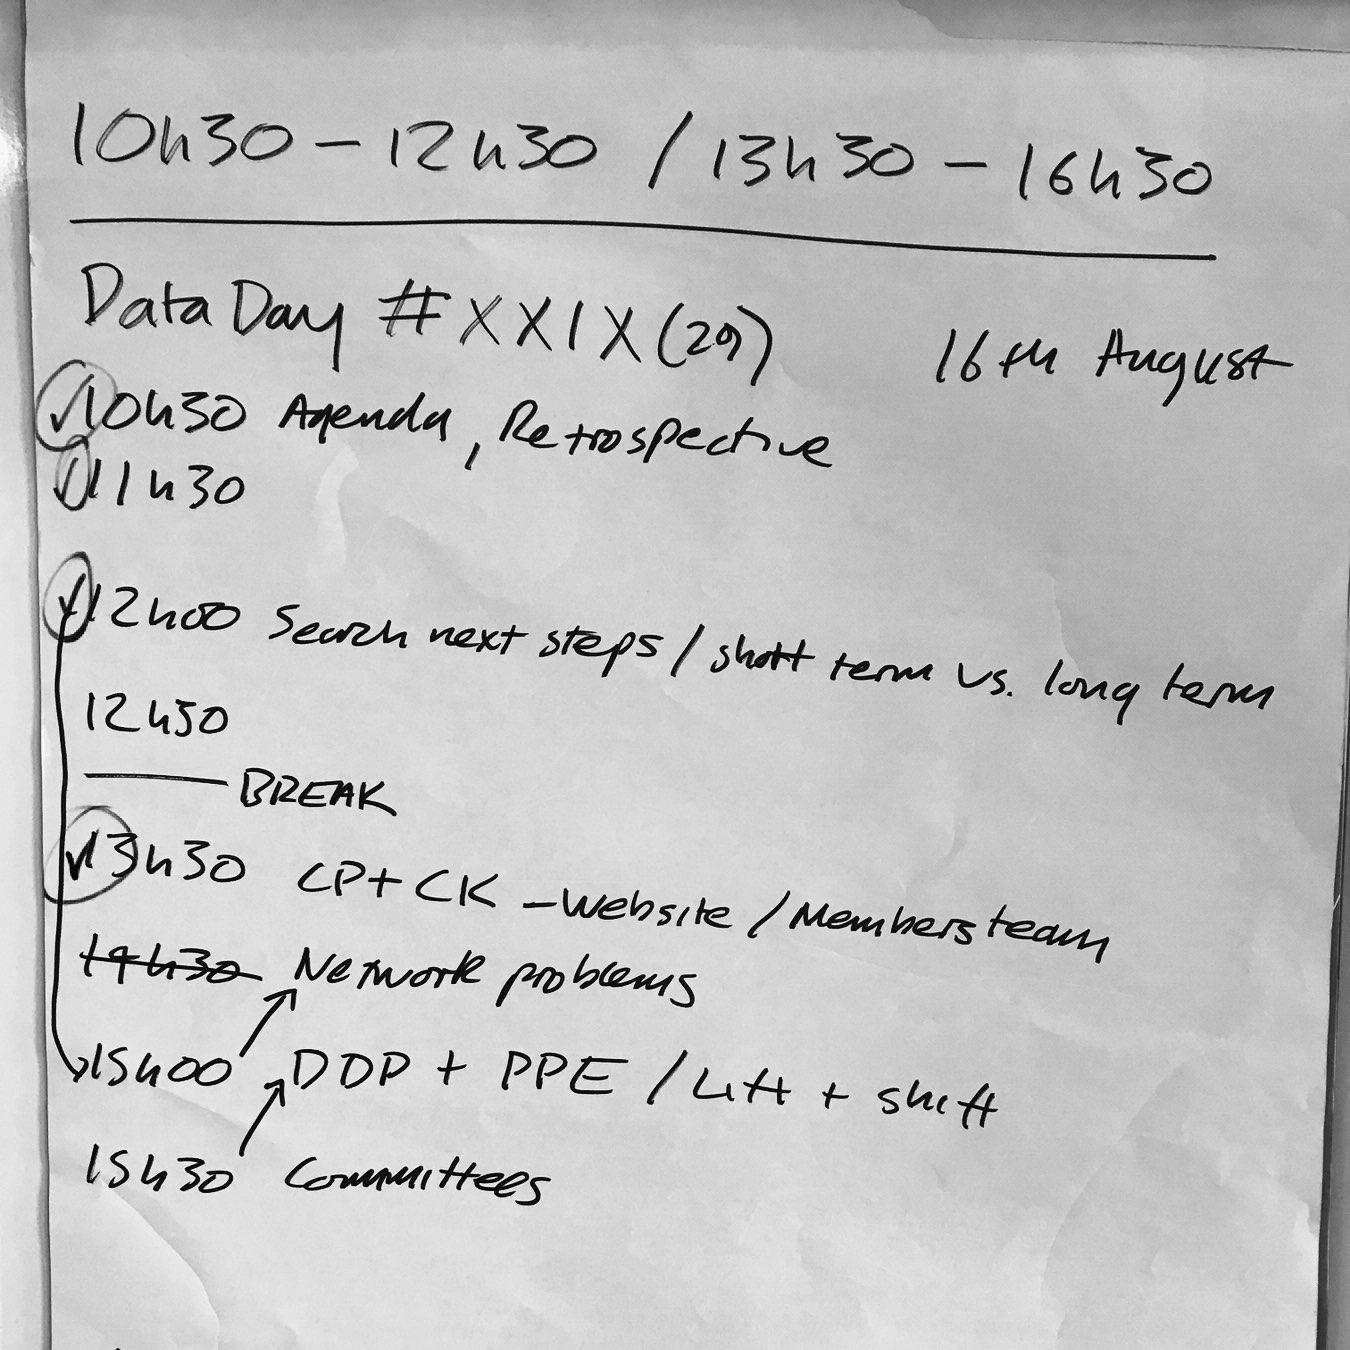 10h30 – 12h30 / 13h30 – 16h30
Data Day # XXIX (29) 16th August
10h30 Agenda, Retrospective
11h30
12h00 Search next steps / short term vs. long term
12h30
BREAK
13h30 CP + CK – Website / Members team
14h30 Network problems
15h00 DDP + PPE / Lift + shift
15h30 Committees